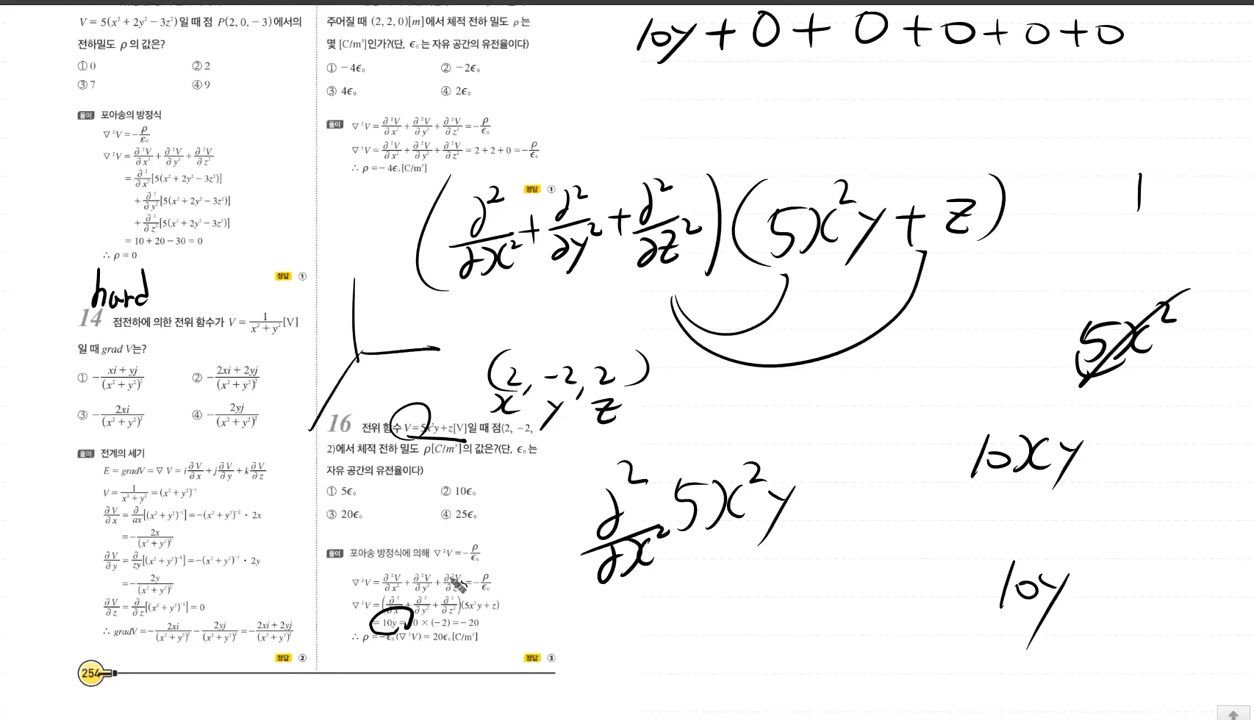 V = 5(x² + 2y² − 3z²)일 때 점 P(2, 0, −3)에서의
전하밀도 ρ의 값은?
① 0 ② 2
③ 7 ④ 9
풀이 포아송의 방정식
∇²V = −ρ/ε₀
∇²V = ∂²V/∂x² + ∂²V/∂y² + ∂²V/∂z²
= ∂²/∂x²[5(x² + 2y² − 3z²)]
+ ∂²/∂y²[5(x² + 2y² − 3z²)]
+ ∂²/∂z²[5(x² + 2y² − 3z²)]
= 10 + 20 − 30 = 0
∴ ρ = 0
정답 ①
hard
14 점전하에 의한 전위 함수가 V = 1/(x² + y²)[V]
일 때 grad V는?
① −(xi + yj)/(x² + y²)² ② −(2xi + 2yj)/(x² + y²)²
③ −2xi/(x² + y²)² ④ −2yj/(x² + y²)²
풀이 전계의 세기
E = gradV = ∇V = i ∂V/∂x + j ∂V/∂y + k ∂V/∂z
V = 1/(x² + y²) = (x² + y²)⁻¹
∂V/∂x = ∂/∂x[(x² + y²)⁻¹] = −(x² + y²)⁻² · 2x
= −2x/(x² + y²)²
∂V/∂y = ∂/∂y[(x² + y²)⁻¹] = −(x² + y²)⁻² · 2y
= −2y/(x² + y²)²
∂V/∂z = ∂/∂z[(x² + y²)⁻¹] = 0
∴ gradV = −2xi/(x² + y²)² − 2yj/(x² + y²)² = −(2xi + 2yj)/(x² + y²)²
정답 ②
254
주어질 때 (2, 2, 0)[m]에서 체적 전하 밀도 ρ는
몇 [C/m³]인가?(단, ε₀는 자유 공간의 유전율이다)
① −4ε₀ ② −2ε₀
③ 4ε₀ ④ 2ε₀
풀이 ∇²V = ∂²V/∂x² + ∂²V/∂y² + ∂²V/∂z² = −ρ/ε₀
∇²V = ∂²V/∂x² + ∂²V/∂y² + ∂²V/∂z² = 2 + 2 + 0 = −ρ/ε₀
∴ ρ = −4ε₀[C/m³]
정답 ①
16 전위 함수 V = 5x²y + z[V]일 때 점(2, −2,
2)에서 체적 전하 밀도 ρ[C/m³]의 값은?(단, ε₀는
자유 공간의 유전율이다)
① 5ε₀ ② 10ε₀
③ 20ε₀ ④ 25ε₀
풀이 포아송 방정식에 의해 ∇²V = −ρ/ε₀
∇²V = ∂²V/∂x² + ∂²V/∂y² + ∂²V/∂z² = −ρ/ε₀
∇²V = (∂²/∂x² + ∂²/∂y² + ∂²/∂z²)(5x²y + z)
= 10y = 10 × (−2) = −20
∴ ρ = −ε₀(∇²V) = 20ε₀[C/m³]
정답 ③
10y + 0 + 0 + 0 + 0 + 0
(∂²/∂x² + ∂²/∂y² + ∂²/∂z²)(5x²y + z)
5x²
(2, -2, 2)
x y z
10xy
∂²/∂x² 5x²y
10y